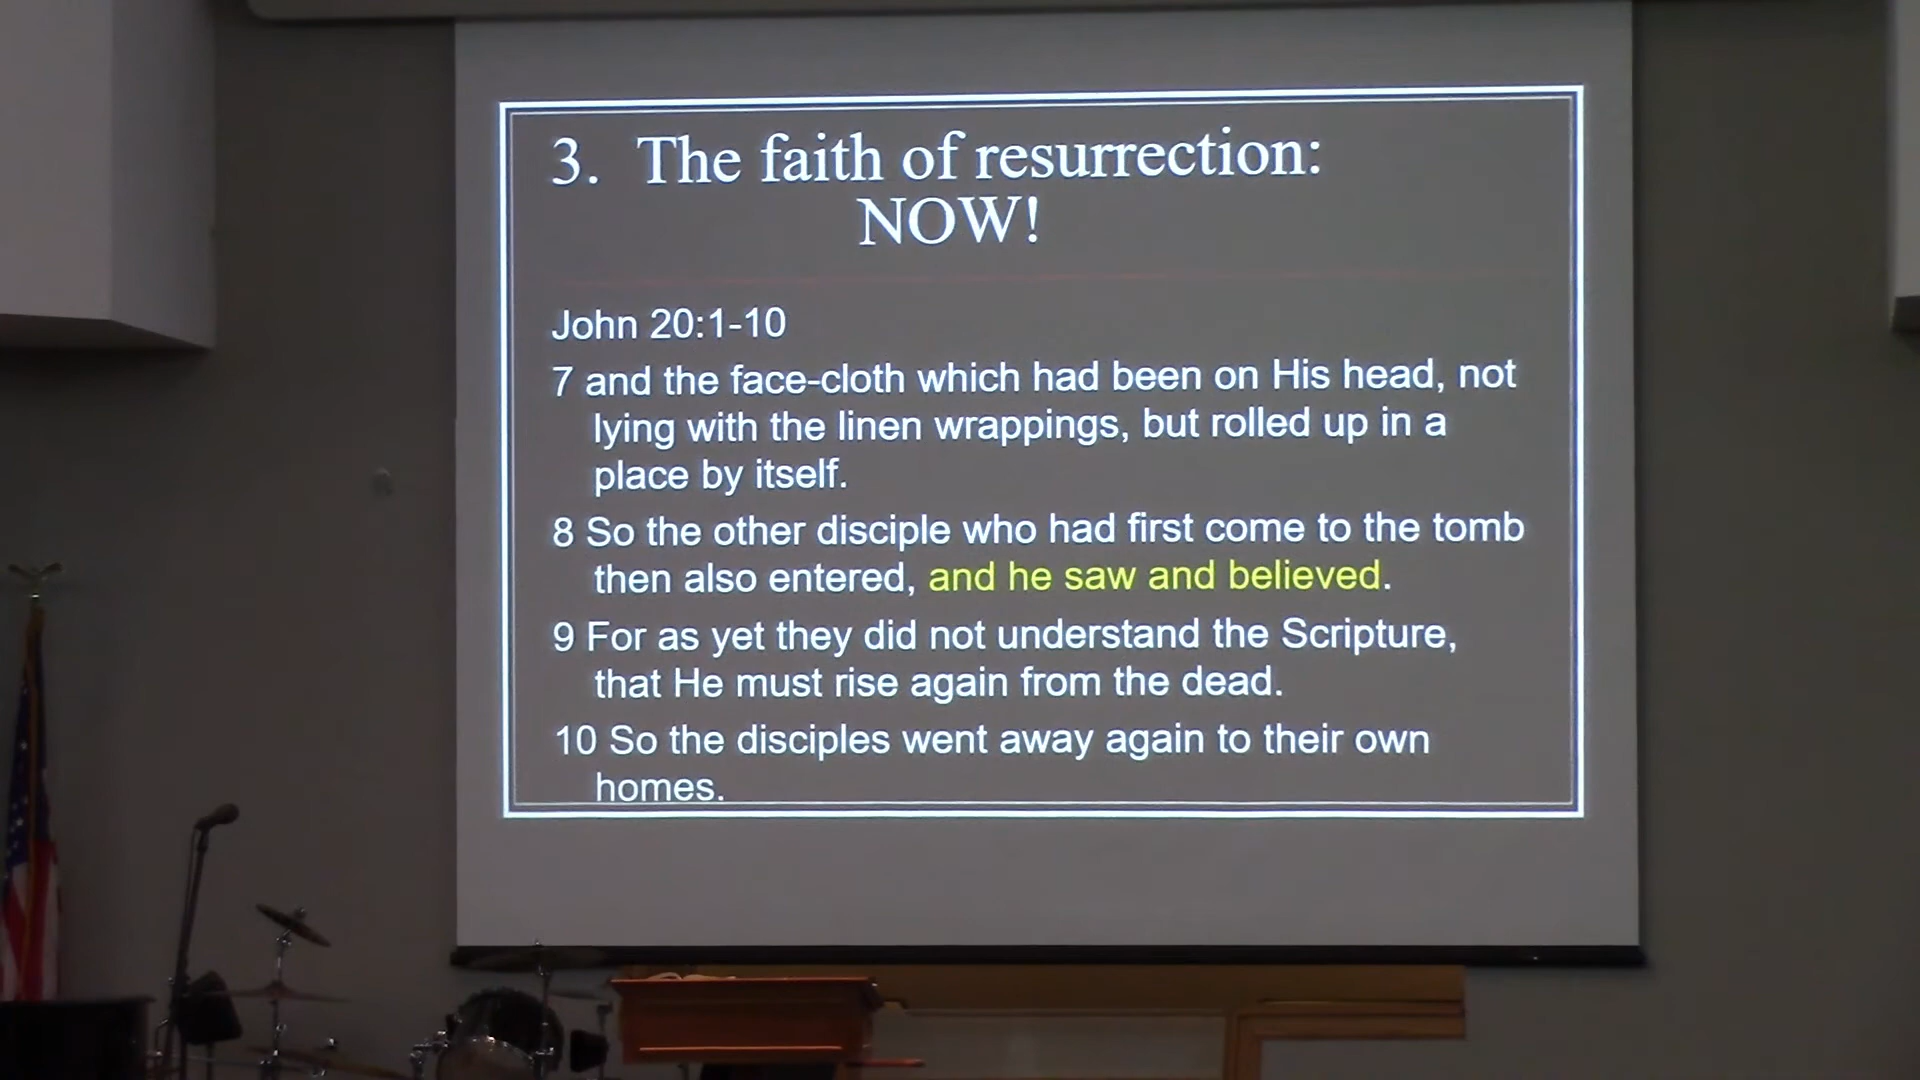 3. The faith of resurrection:
NOW!
John 20:1-10
7 and the face-cloth which had been on His head, not
lying with the linen wrappings, but rolled up in a
place by itself.
8 So the other disciple who had first come to the tomb
then also entered, and he saw and believed.
9 For as yet they did not understand the Scripture,
that He must rise again from the dead.
10 So the disciples went away again to their own
homes.